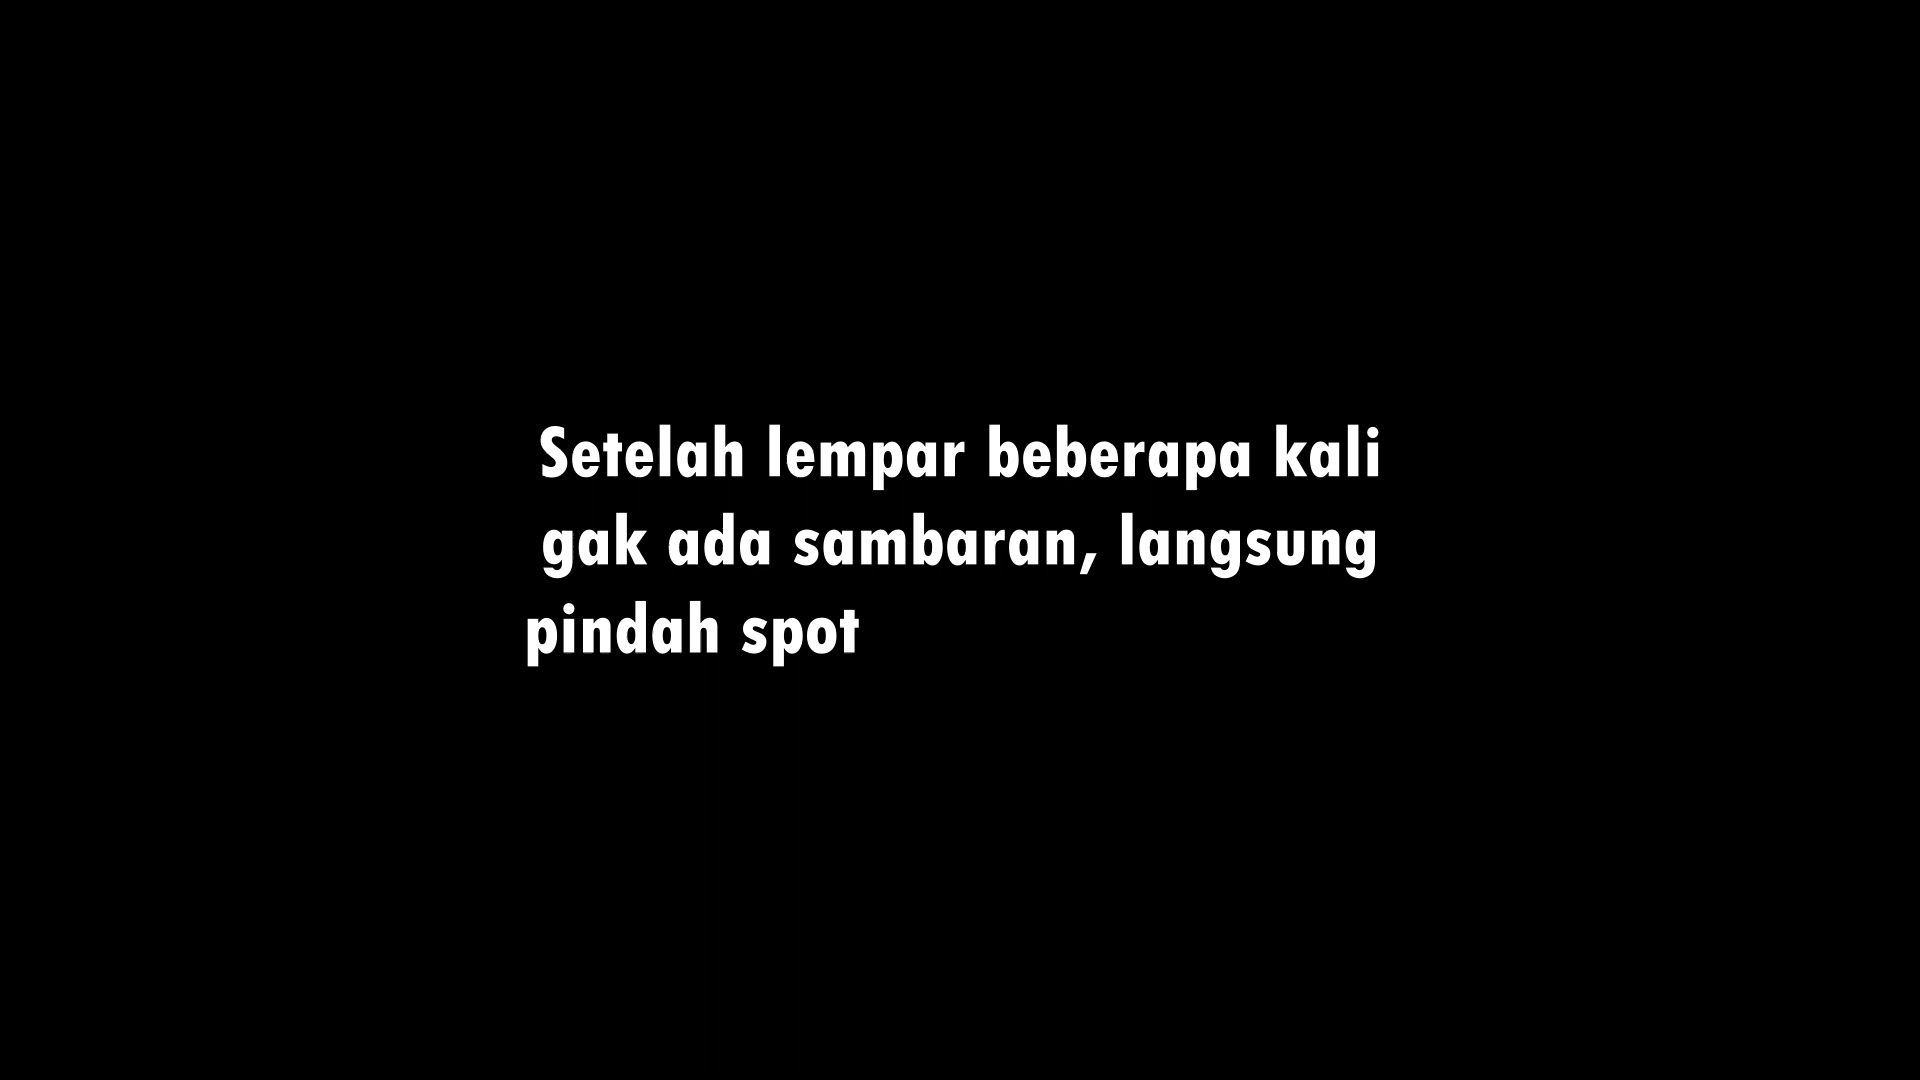 Setelah lempar beberapa kali
gak ada sambaran, langsung
pindah spot